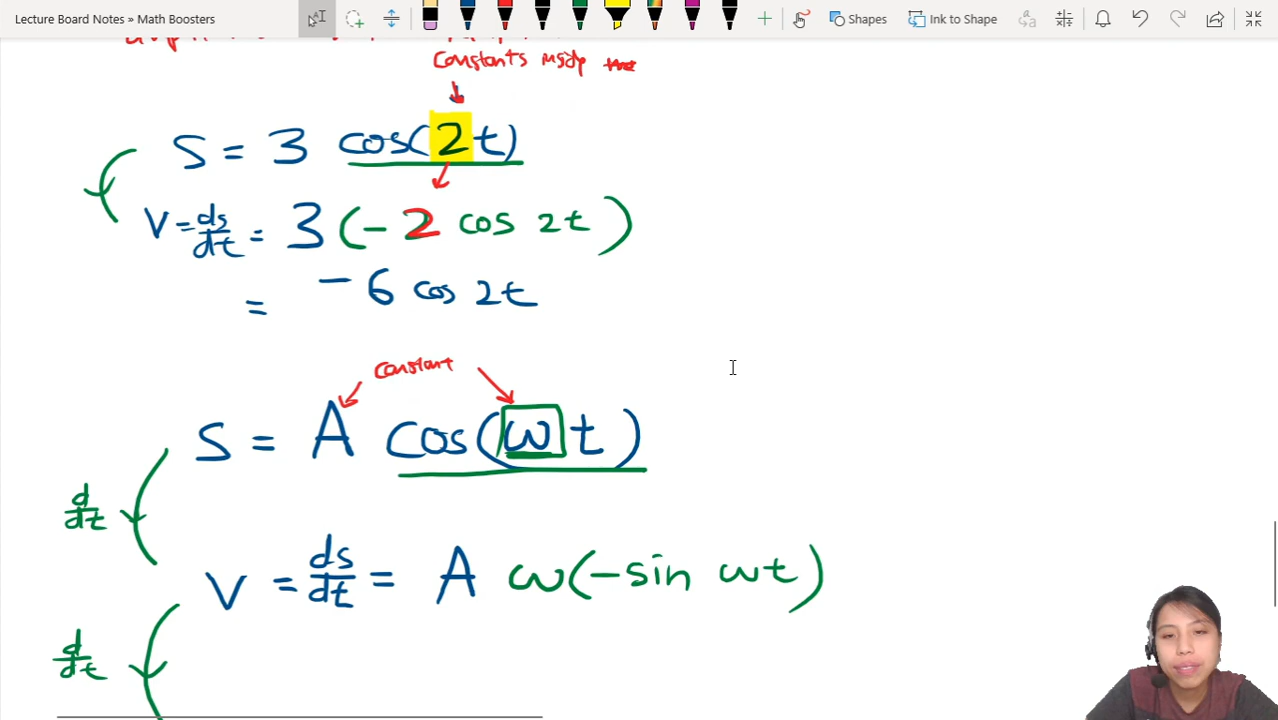 Lecture Board Notes » Math Boosters
Shapes
Ink to Shape
Constants inside
s = 3 cos(2t)
v = ds/dt = 3(-2 cos 2t)
= -6 cos 2t
constant
s = A cos(ωt)
d/dt
v = ds/dt = A ω(-sin ωt)
d/dt